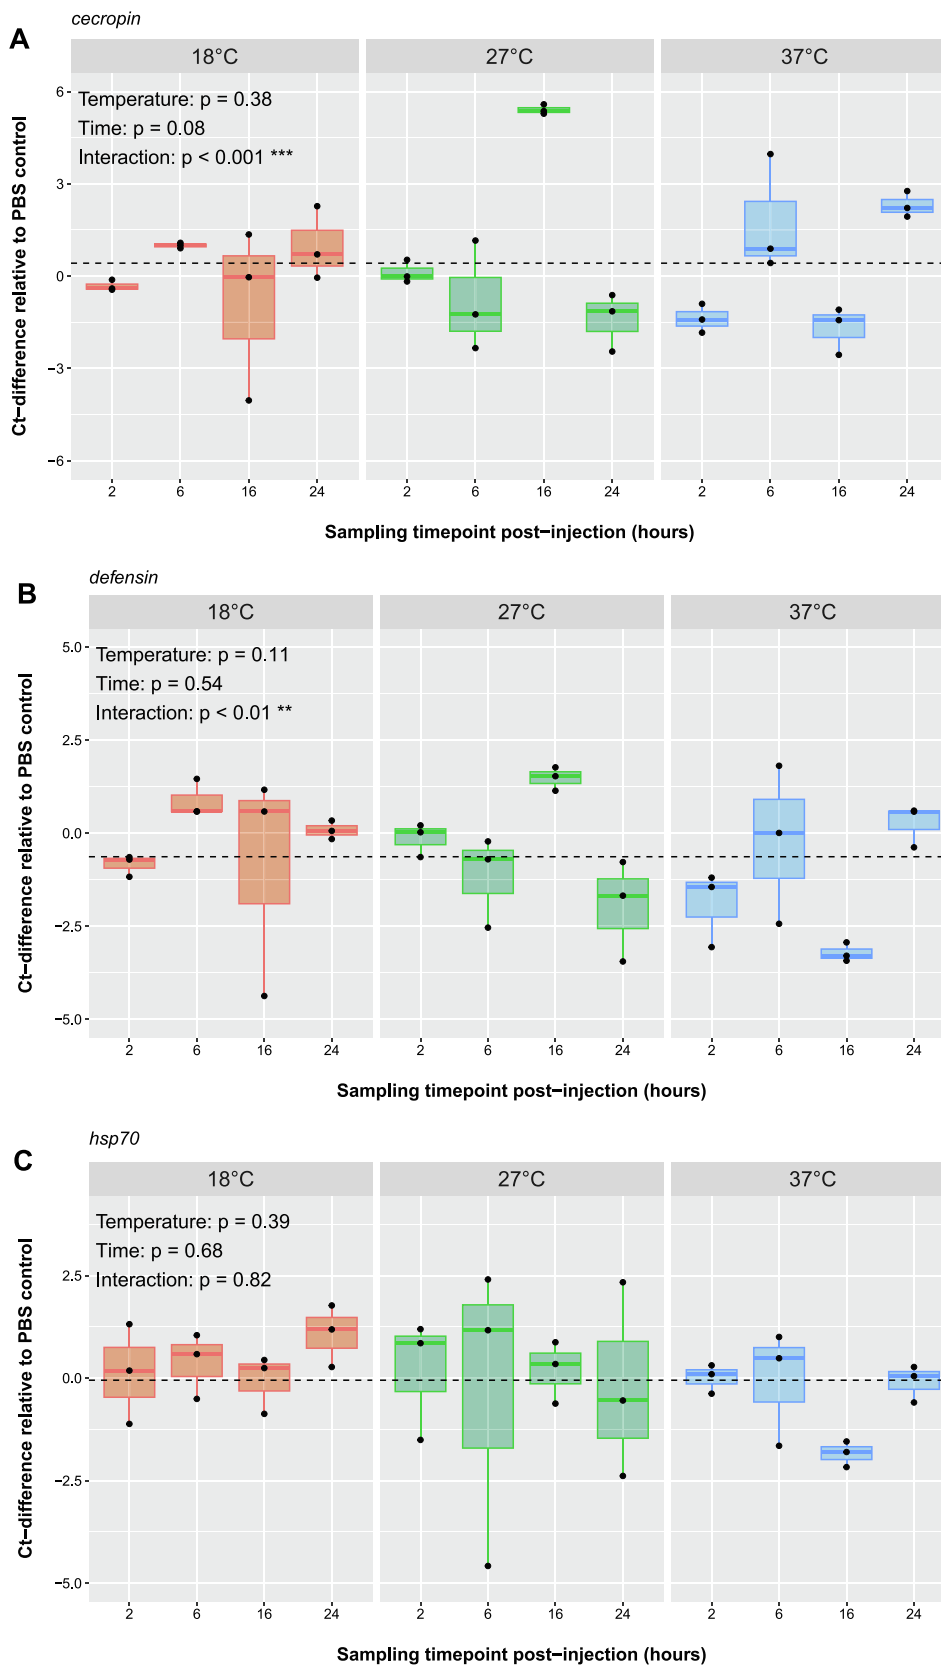 cecropin
A
18°C 27°C 37°C
Temperature: p = 0.38
Time: p = 0.08
Interaction: p < 0.001 ***
Ct−difference relative to PBS control
6
3
0
−3
−6
2 6 16 24 2 6 16 24 2 6 16 24
Sampling timepoint post−injection (hours)
defensin
B
18°C 27°C 37°C
Temperature: p = 0.11
Time: p = 0.54
Interaction: p < 0.01 **
Ct−difference relative to PBS control
5.0
2.5
0.0
−2.5
−5.0
2 6 16 24 2 6 16 24 2 6 16 24
Sampling timepoint post−injection (hours)
hsp70
C
18°C 27°C 37°C
Temperature: p = 0.39
Time: p = 0.68
Interaction: p = 0.82
Ct−difference relative to PBS control
2.5
0.0
−2.5
−5.0
2 6 16 24 2 6 16 24 2 6 16 24
Sampling timepoint post−injection (hours)